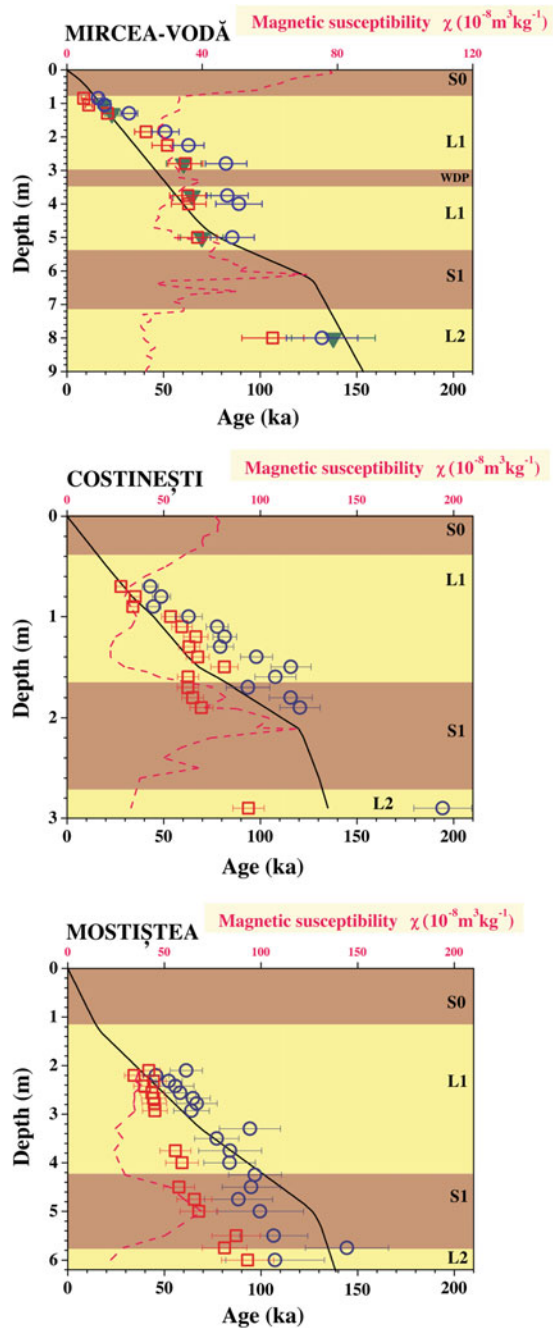 Magnetic susceptibility χ (10⁻⁸m³kg⁻¹)
MIRCEA-VODĂ
0 40 80 120
0
1
2
3
4
5
6
7
8
9
Depth (m)
S0
L1
WDP
L1
S1
L2
0 50 100 150 200
Age (ka)
Magnetic susceptibility χ (10⁻⁸m³kg⁻¹)
COSTINEȘTI
0 50 100 150 200
0
1
2
3
Depth (m)
S0
L1
S1
L2
0 50 100 150 200
Age (ka)
Magnetic susceptibility χ (10⁻⁸m³kg⁻¹)
MOSTIȘTEA
0 50 100 150 200
0
1
2
3
4
5
6
Depth (m)
S0
L1
S1
L2
0 50 100 150 200
Age (ka)